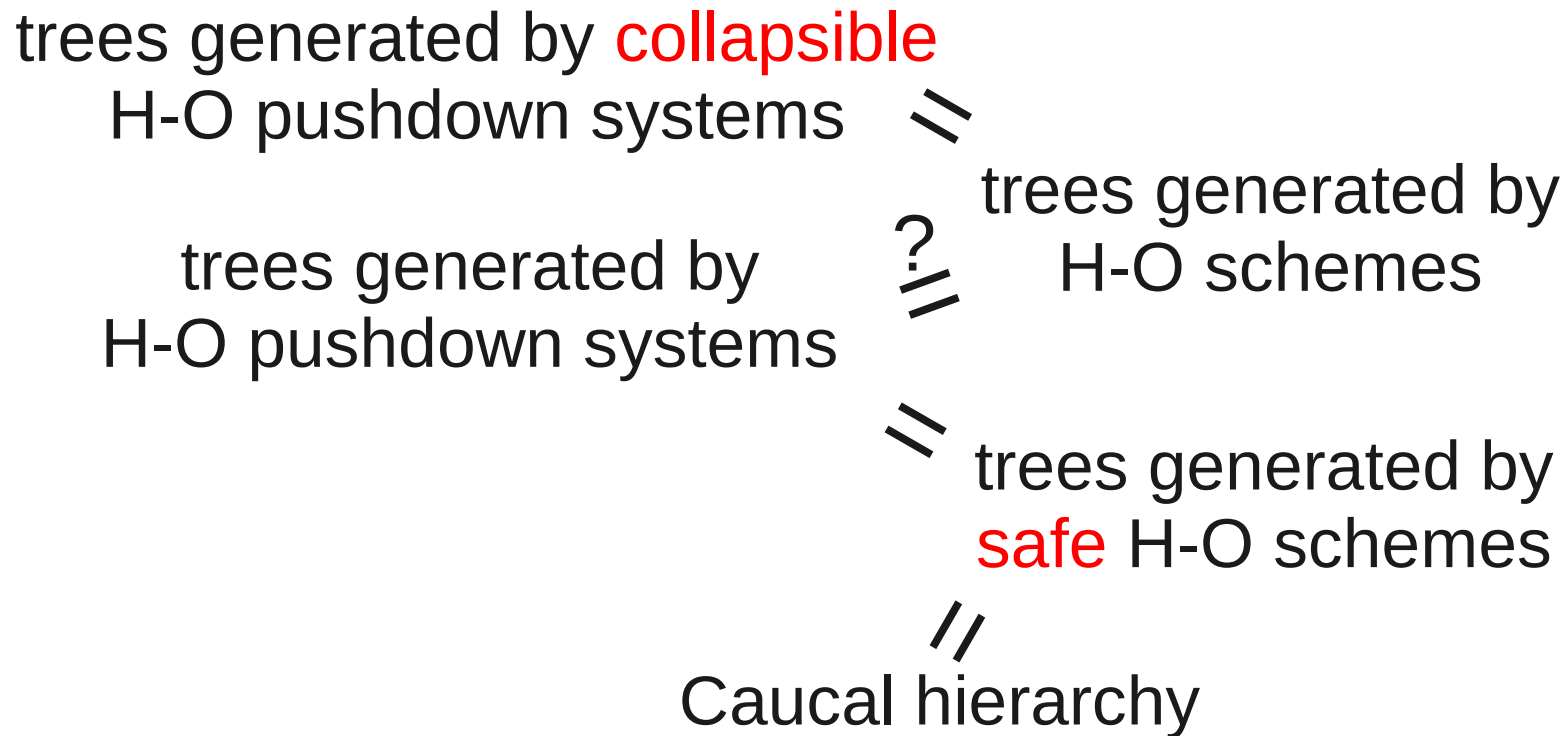 trees generated by collapsible
H-O pushdown systems
=
trees generated by
H-O schemes
?
=
trees generated by
H-O pushdown systems
=
trees generated by
safe H-O schemes
=
Caucal hierarchy